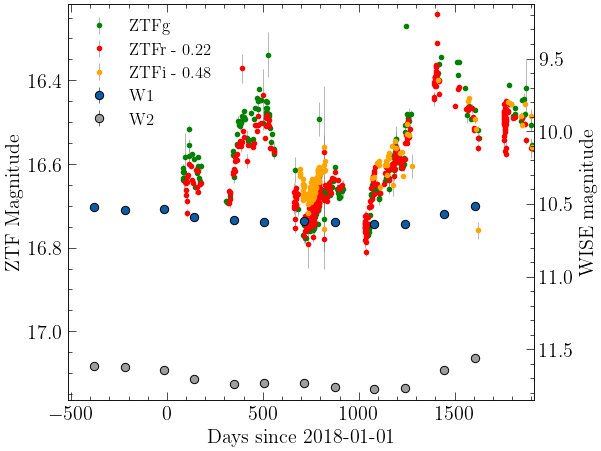 ZTFg
ZTFr - 0.22
ZTFi - 0.48
W1
W2
16.4
16.6
16.8
17.0
ZTF Magnitude
9.5
10.0
10.5
11.0
11.5
WISE magnitude
−500
0
500
1000
1500
Days since 2018-01-01